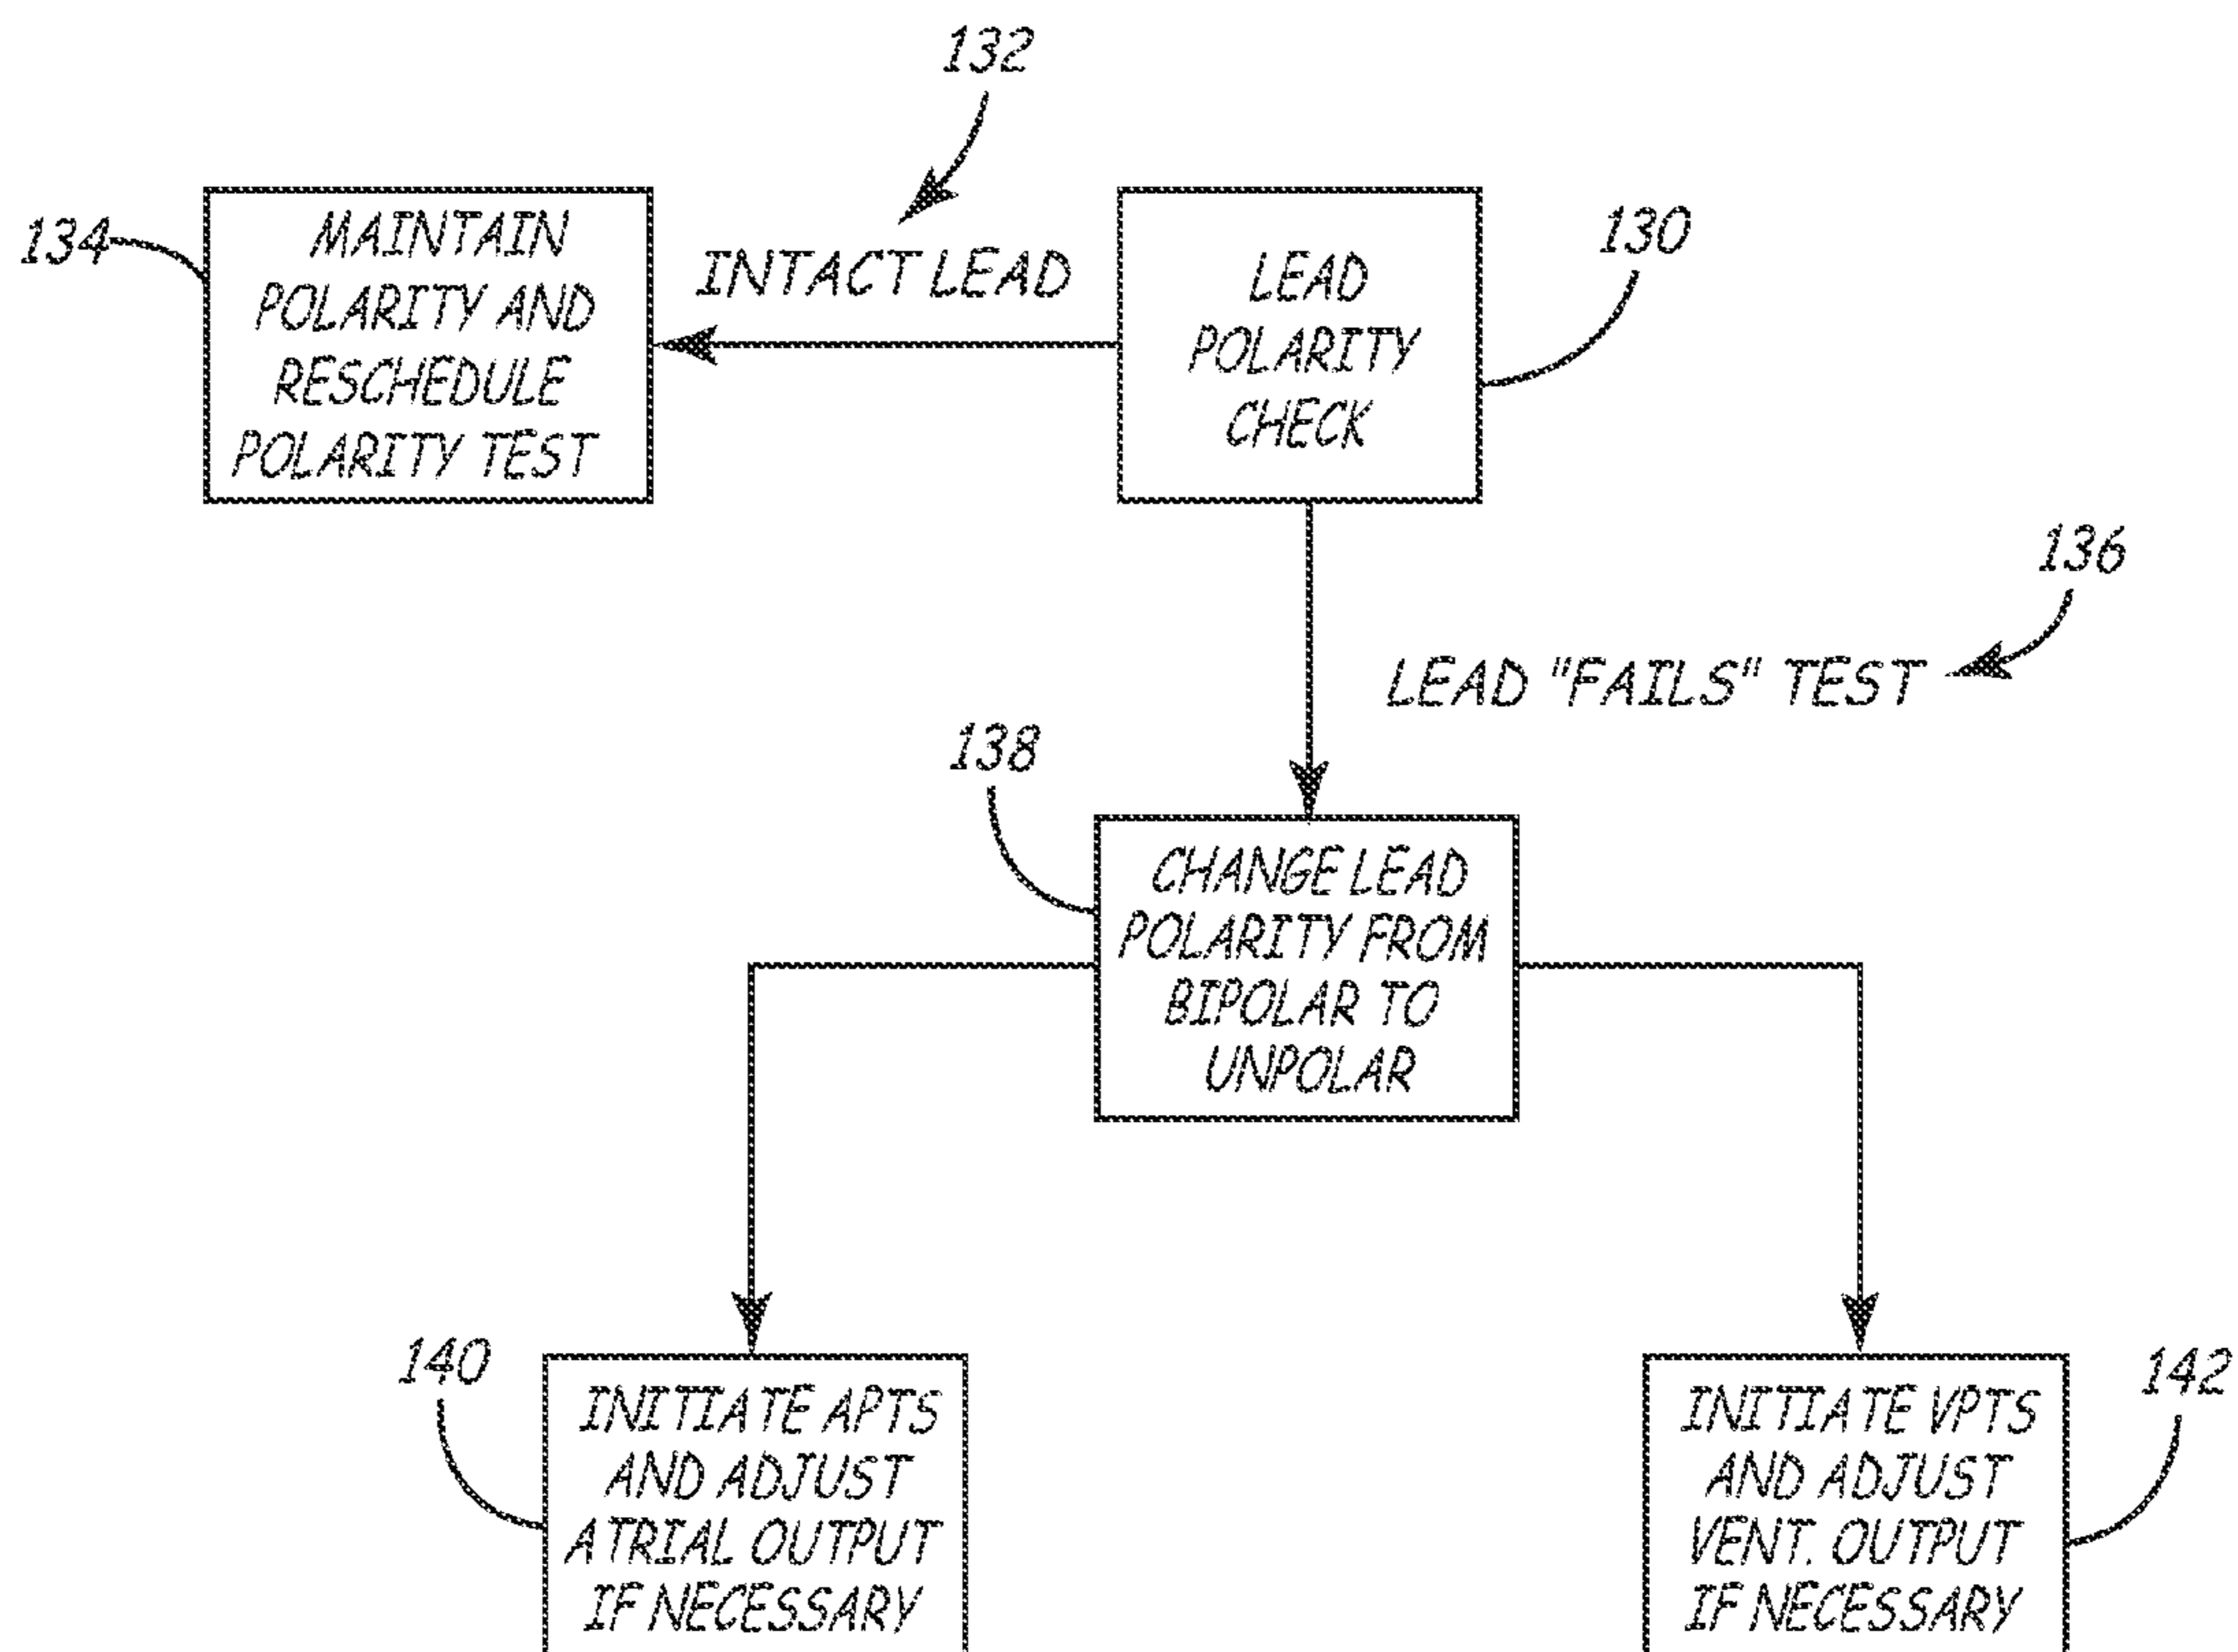 132
134
MAINTAIN
POLARITY AND
RESCHEDULE
POLARITY TEST
INTACT LEAD
LEAD
POLARITY
CHECK
130
136
LEAD "FAILS" TEST
138
CHANGE LEAD
POLARITY FROM
BIPOLAR TO
UNPOLAR
140
INITIATE APTS
AND ADJUST
ATRIAL OUTPUT
IF NECESSARY
INITIATE VPTS
AND ADJUST
VENT. OUTPUT
IF NECESSARY
142